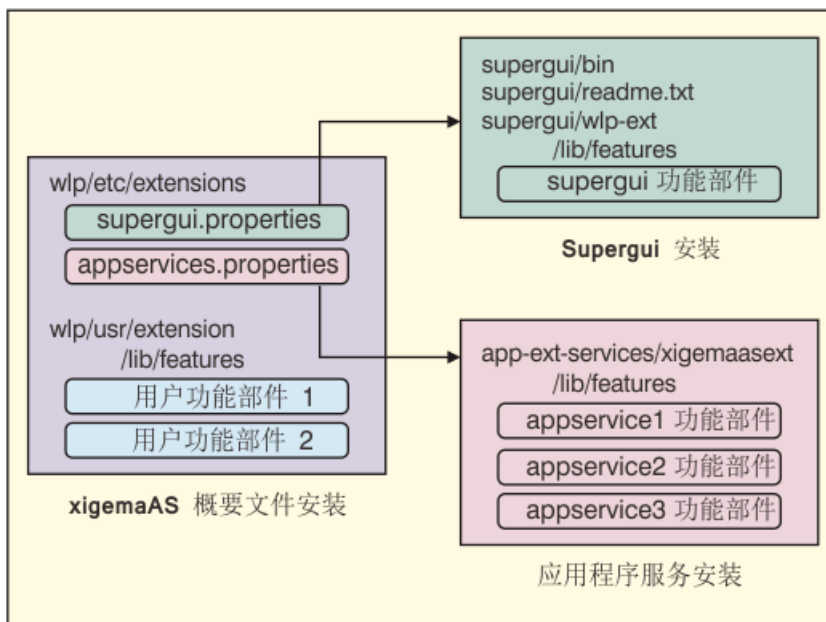 wlp/etc/extensions
supergui.properties
appservices.properties
wlp/usr/extension
/lib/features
用户功能部件 1
用户功能部件 2
xigemaAS 概要文件安装
supergui/bin
supergui/readme.txt
supergui/wlp-ext
/lib/features
supergui 功能部件
Supergui 安装
app-ext-services/xigemaasext
/lib/features
appservice1 功能部件
appservice2 功能部件
appservice3 功能部件
应用程序服务安装